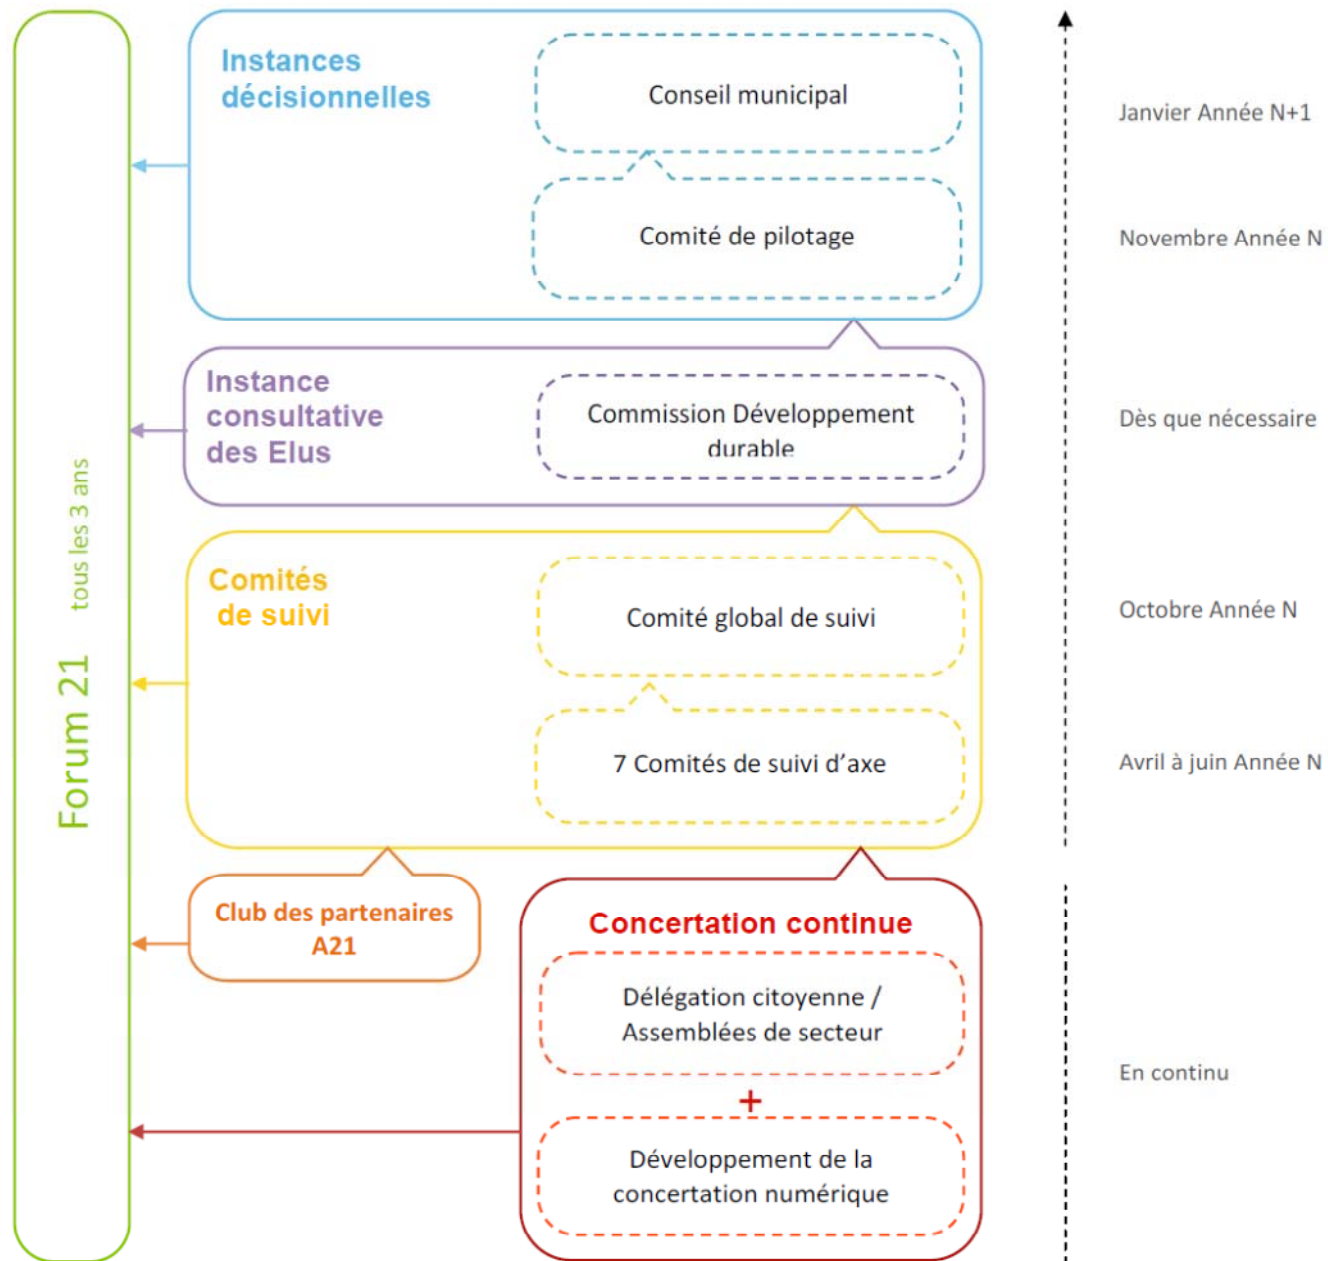 Forum 21 tous les 3 ans
Instances
décisionnelles
Conseil municipal
Janvier Année N+1
Comité de pilotage
Novembre Année N
Instance
consultative
des Elus
Commission Développement
durable
Dès que nécessaire
Comités
de suivi
Comité global de suivi
Octobre Année N
7 Comités de suivi d’axe
Avril à juin Année N
Club des partenaires
A21
Concertation continue
Délégation citoyenne /
Assemblées de secteur
+
Développement de la
concertation numérique
En continu